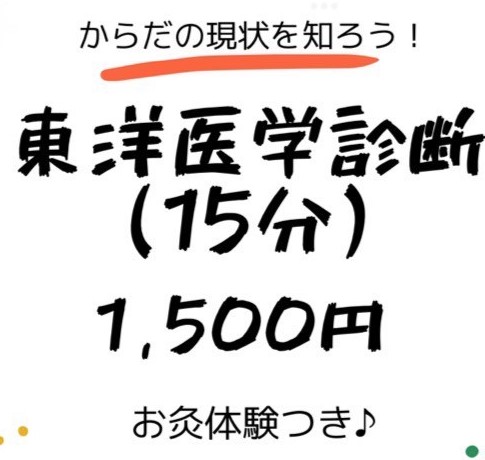 からだの現状を知ろう！
東洋医学診断
(15分)
1,500円
お灸体験つき♪